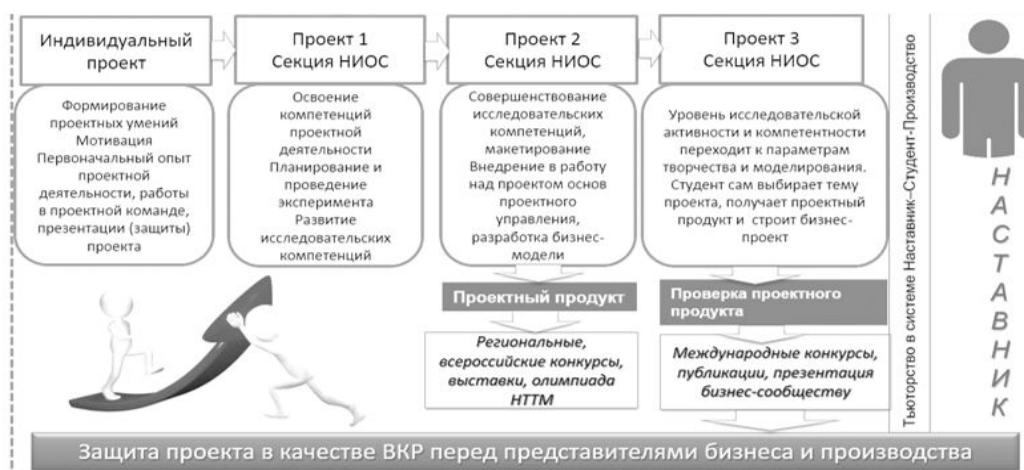 Индивидуальный
проект
Формирование
проектных умений
Мотивация
Первоначальный опыт
проектной
деятельности, работы
в проектной команде,
презентации (защиты)
проекта
Проект 1
Секция НИОС
Освоение
компетенций
проектной
деятельности
Планирование и
проведение
эксперимента
Развитие
исследовательских
компетенций
Проект 2
Секция НИОС
Совершенствование
исследовательских
компетенций,
макетирование
Внедрение в работу
над проектом основ
проектного
управления,
разработка бизнес-
модели
Проектный продукт
Региональные,
всероссийские конкурсы,
выставки, олимпиада
НТТМ
Проект 3
Секция НИОС
Уровень исследовательской
активности и компетентности
переходит к параметрам
творчества и моделирования.
Студент сам выбирает тему
проекта, получает проектный
продукт и строит бизнес-
проект
Проверка проектного
продукта
Международные конкурсы,
публикации, презентация
бизнес-сообществу
Тьюторство в системе Наставник–Студент-Производство
НАСТАВНИК
Защита проекта в качестве ВКР перед представителями бизнеса и производства